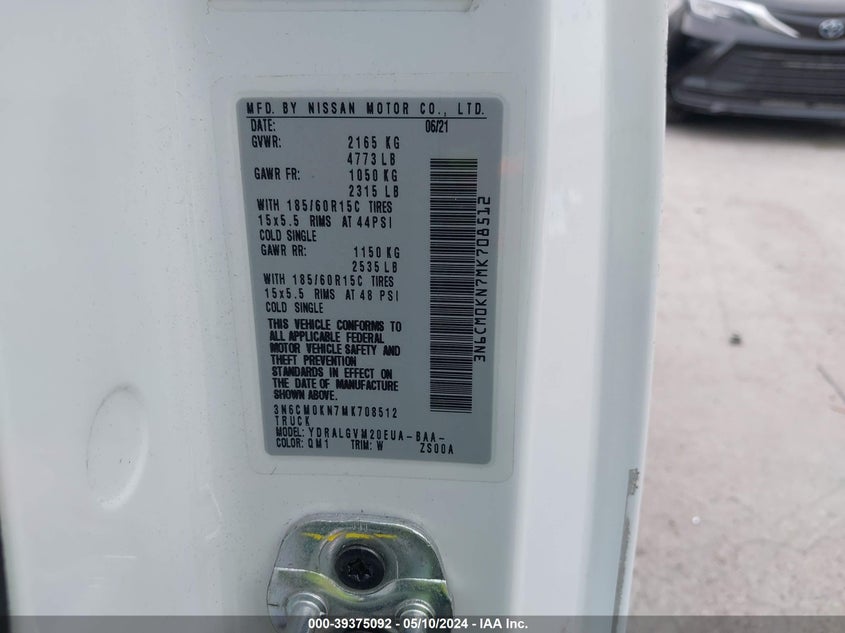 MFD. BY NISSAN MOTOR CO., LTD.
DATE: 06/21
GVWR: 2165 KG
4773 LB
GAWR FR: 1050 KG
2315 LB
WITH 185/60R15C TIRES
15x5.5 RIMS AT 44PSI
COLD SINGLE
GAWR RR: 1150 KG
2535 LB
WITH 185/60R15C TIRES
15x5.5 RIMS AT 48 PSI
COLD SINGLE
THIS VEHICLE CONFORMS TO
ALL APPLICABLE FEDERAL
MOTOR VEHICLE SAFETY AND
THEFT PREVENTION
STANDARDS IN EFFECT ON
THE DATE OF MANUFACTURE
SHOWN ABOVE.
3N6CM0KN7MK708512
TRUCK
MODEL: YDRALGVM20EUA-BAA-
COLOR: QM1 TRIM: W ZS00A
3N6CM0KN7MK708512
000-39375092 - 05/10/2024 - IAA Inc.